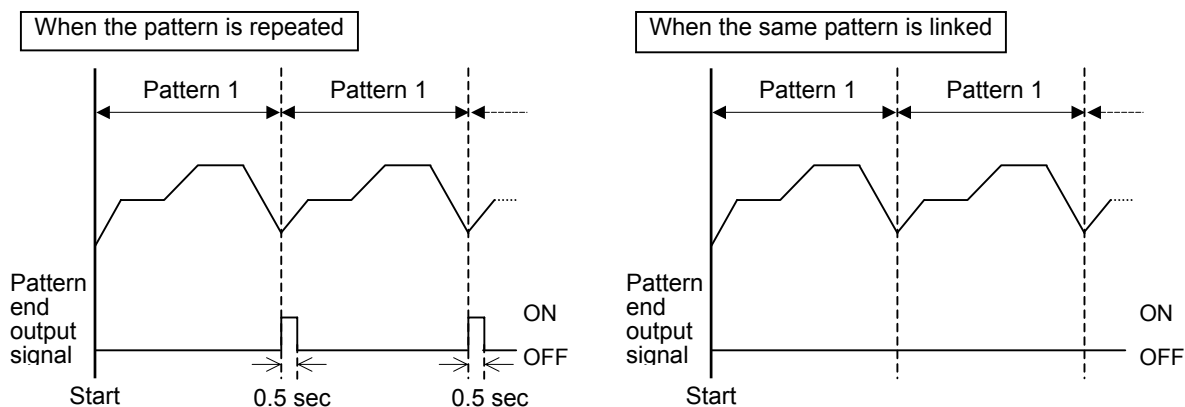 When the pattern is repeated
Pattern 1 Pattern 1
Pattern
end
output
signal
ON
OFF
Start 0.5 sec 0.5 sec
When the same pattern is linked
Pattern 1 Pattern 1
Pattern
end
output
signal
ON
OFF
Start